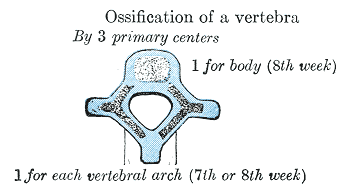 Ossification of a vertebra
By 3 primary centers
1 for body (8th week)
1 for each vertebral arch (7th or 8th week)